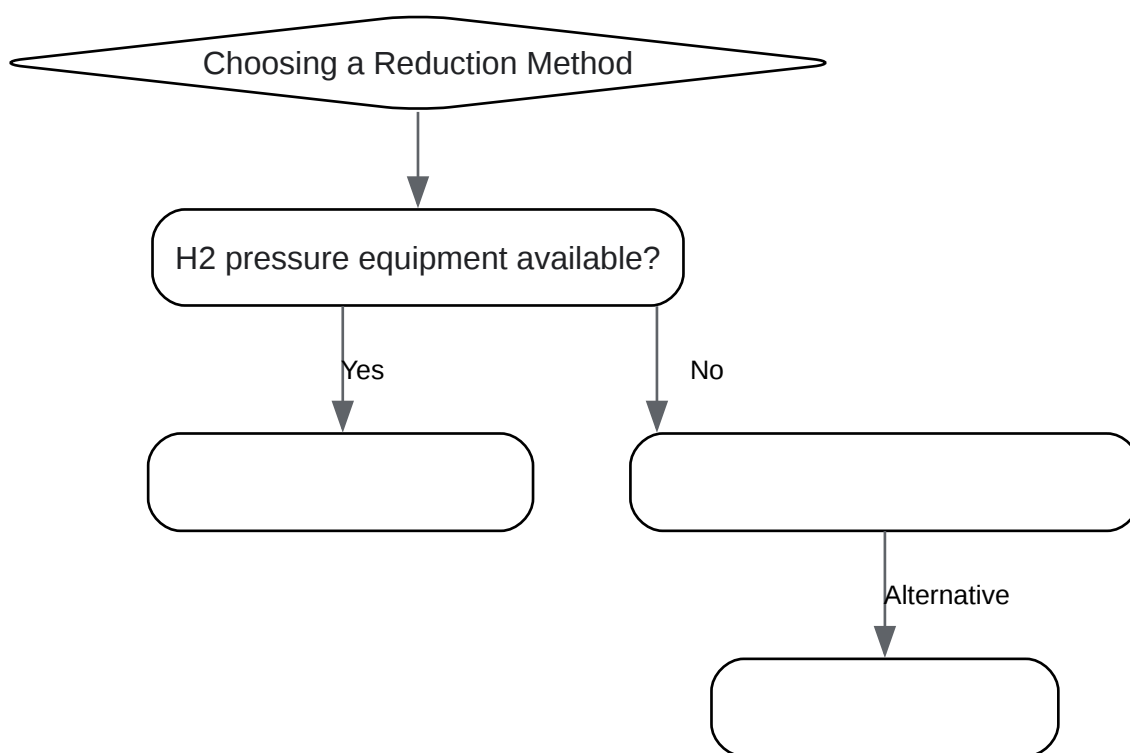 Choosing a Reduction Method
H2 pressure equipment available?
Yes
No
Alternative